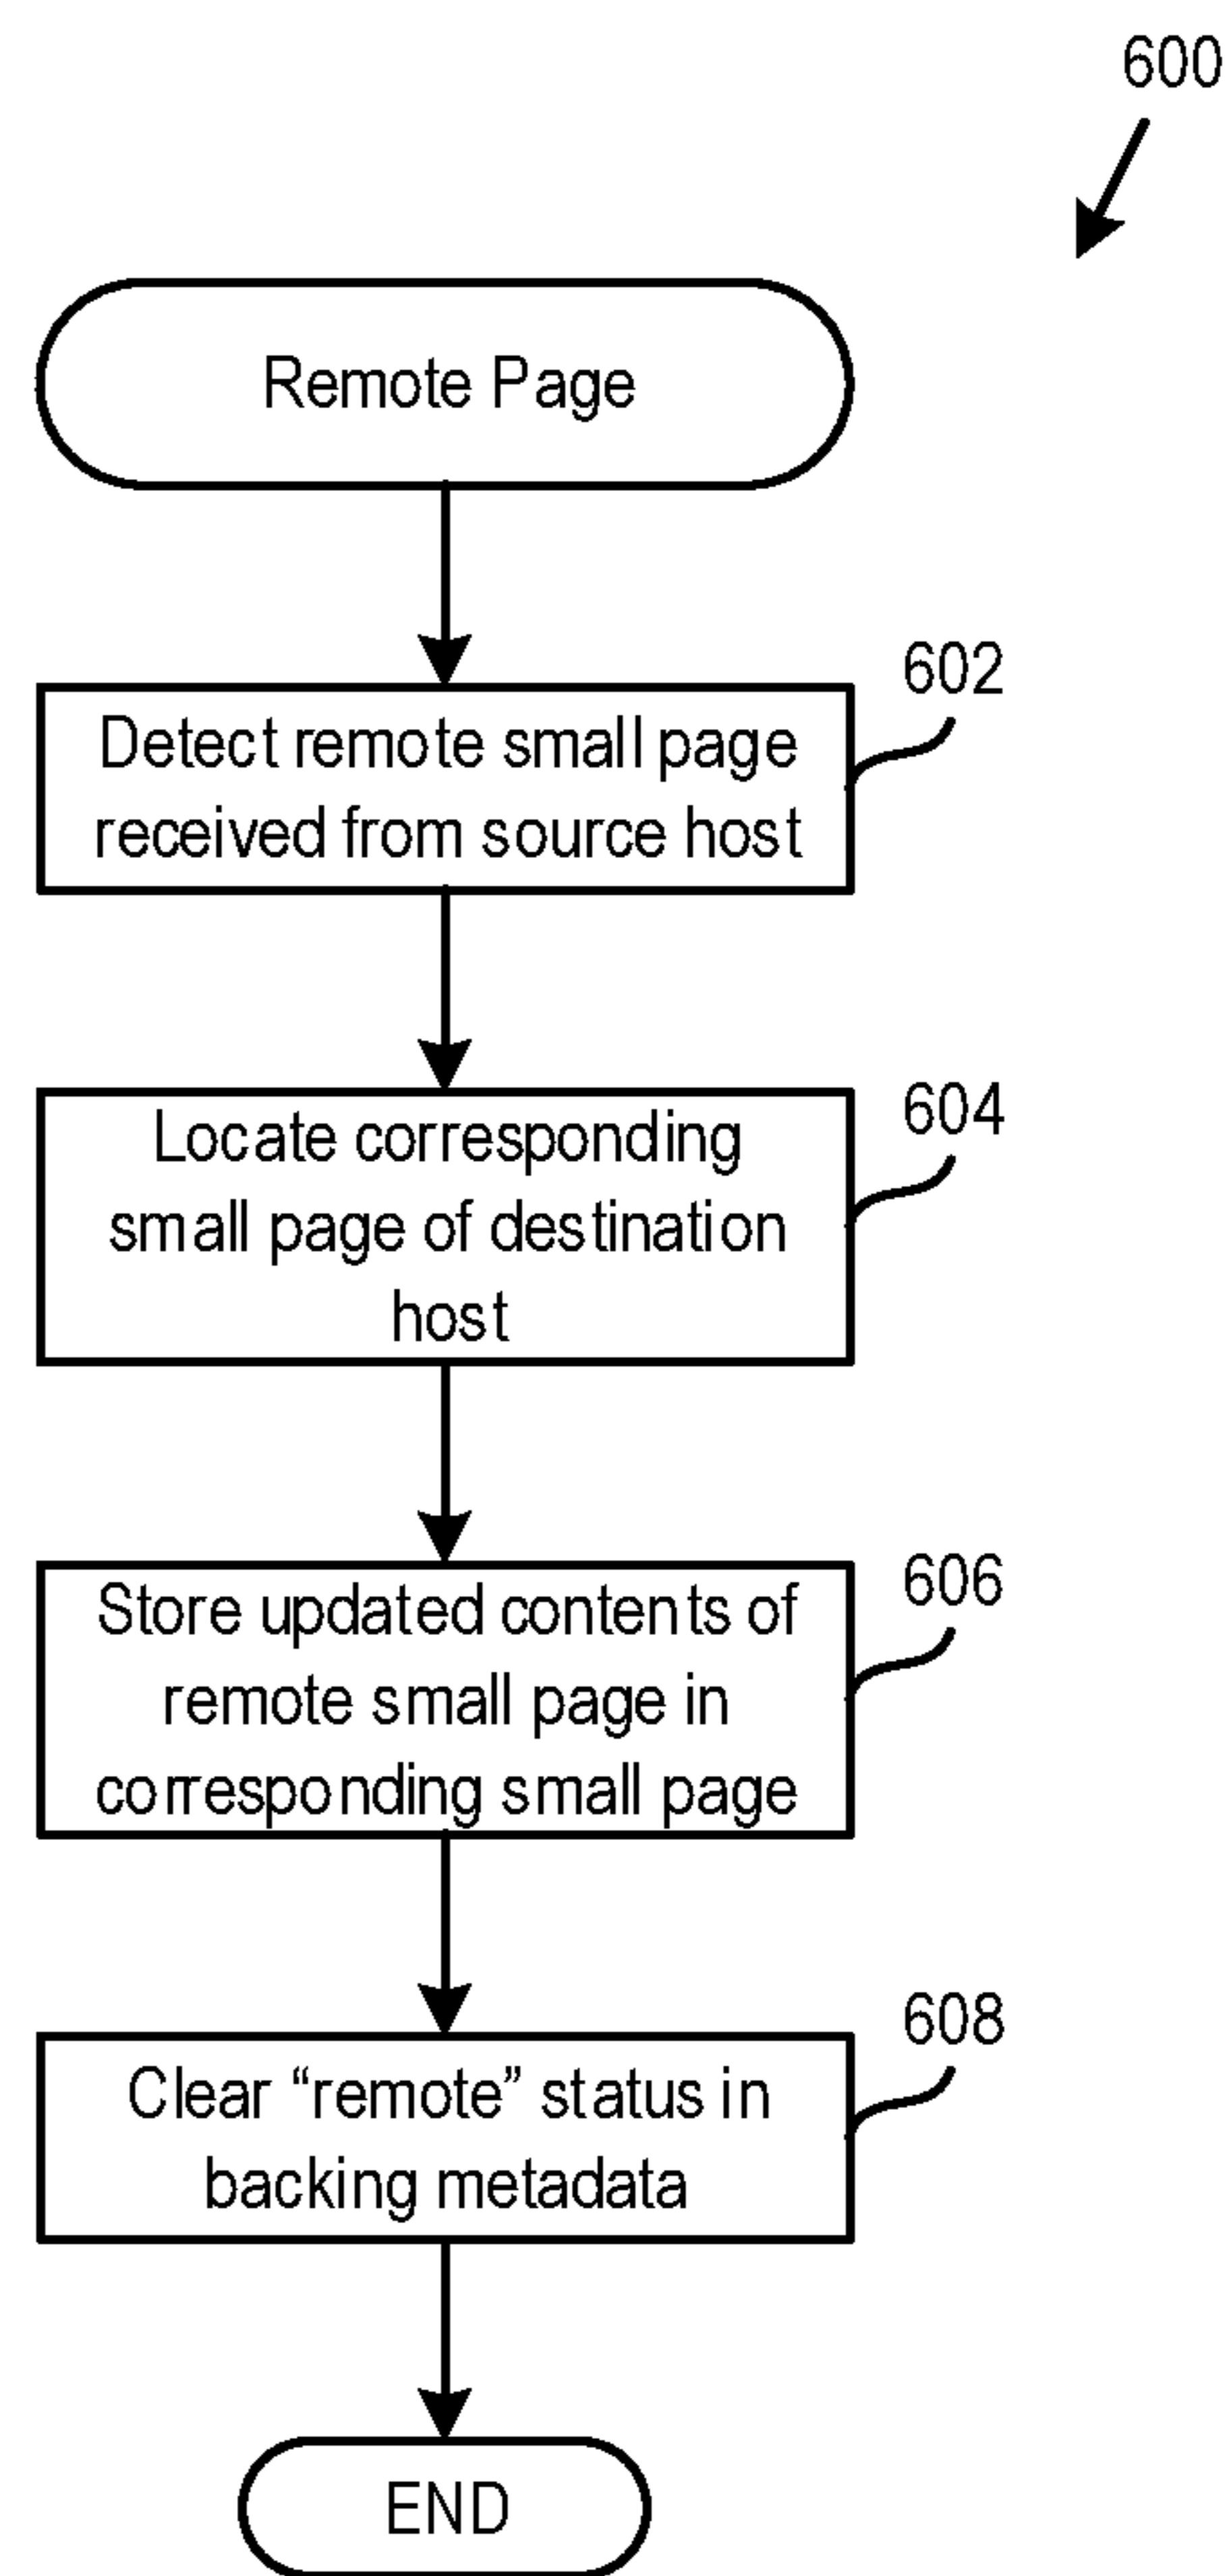 600
Remote Page
602
Detect remote small page
received from source host
604
Locate corresponding
small page of destination
host
606
Store updated contents of
remote small page in
corresponding small page
608
Clear “remote” status in
backing metadata
END